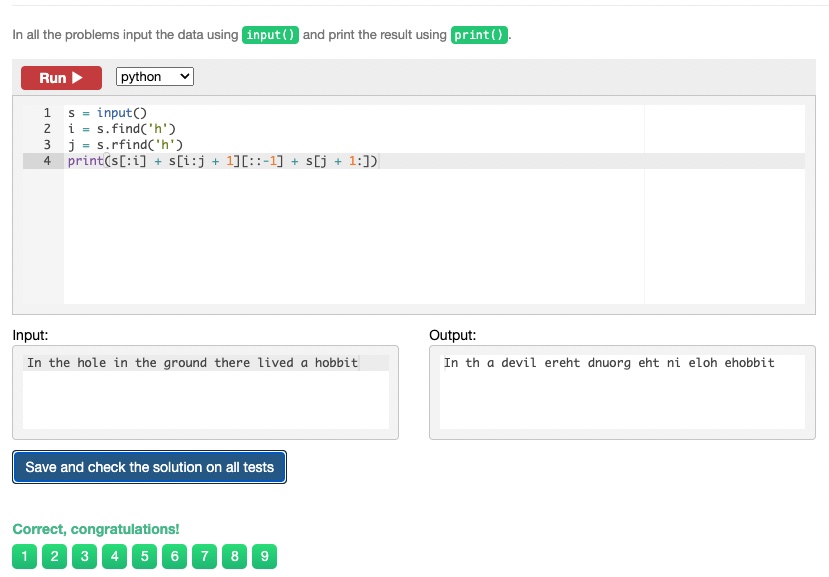 In all the problems input the data using input() and print the result using print().
Run ▶ python
1 s = input()
2 i = s.find('h')
3 j = s.rfind('h')
4 print(s[:i] + s[i:j + 1][::-1] + s[j + 1:])
Input: Output:
In the hole in the ground there lived a hobbit In th a devil ereht dnuorg eht ni eloh ehobbit
Save and check the solution on all tests
Correct, congratulations!
1 2 3 4 5 6 7 8 9